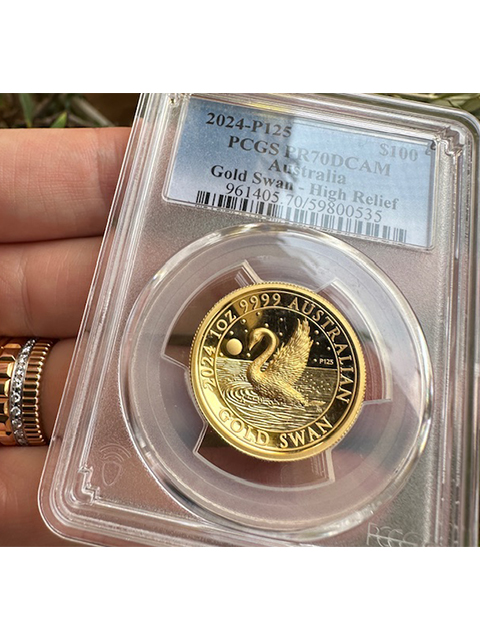 2024-P125 $100
PCGS PR70DCAM
Australia
Gold Swan - High Relief
961405.70/59800535
2024 1OZ 9999 AUSTRALIAN
P125
GOLD SWAN
PCGS